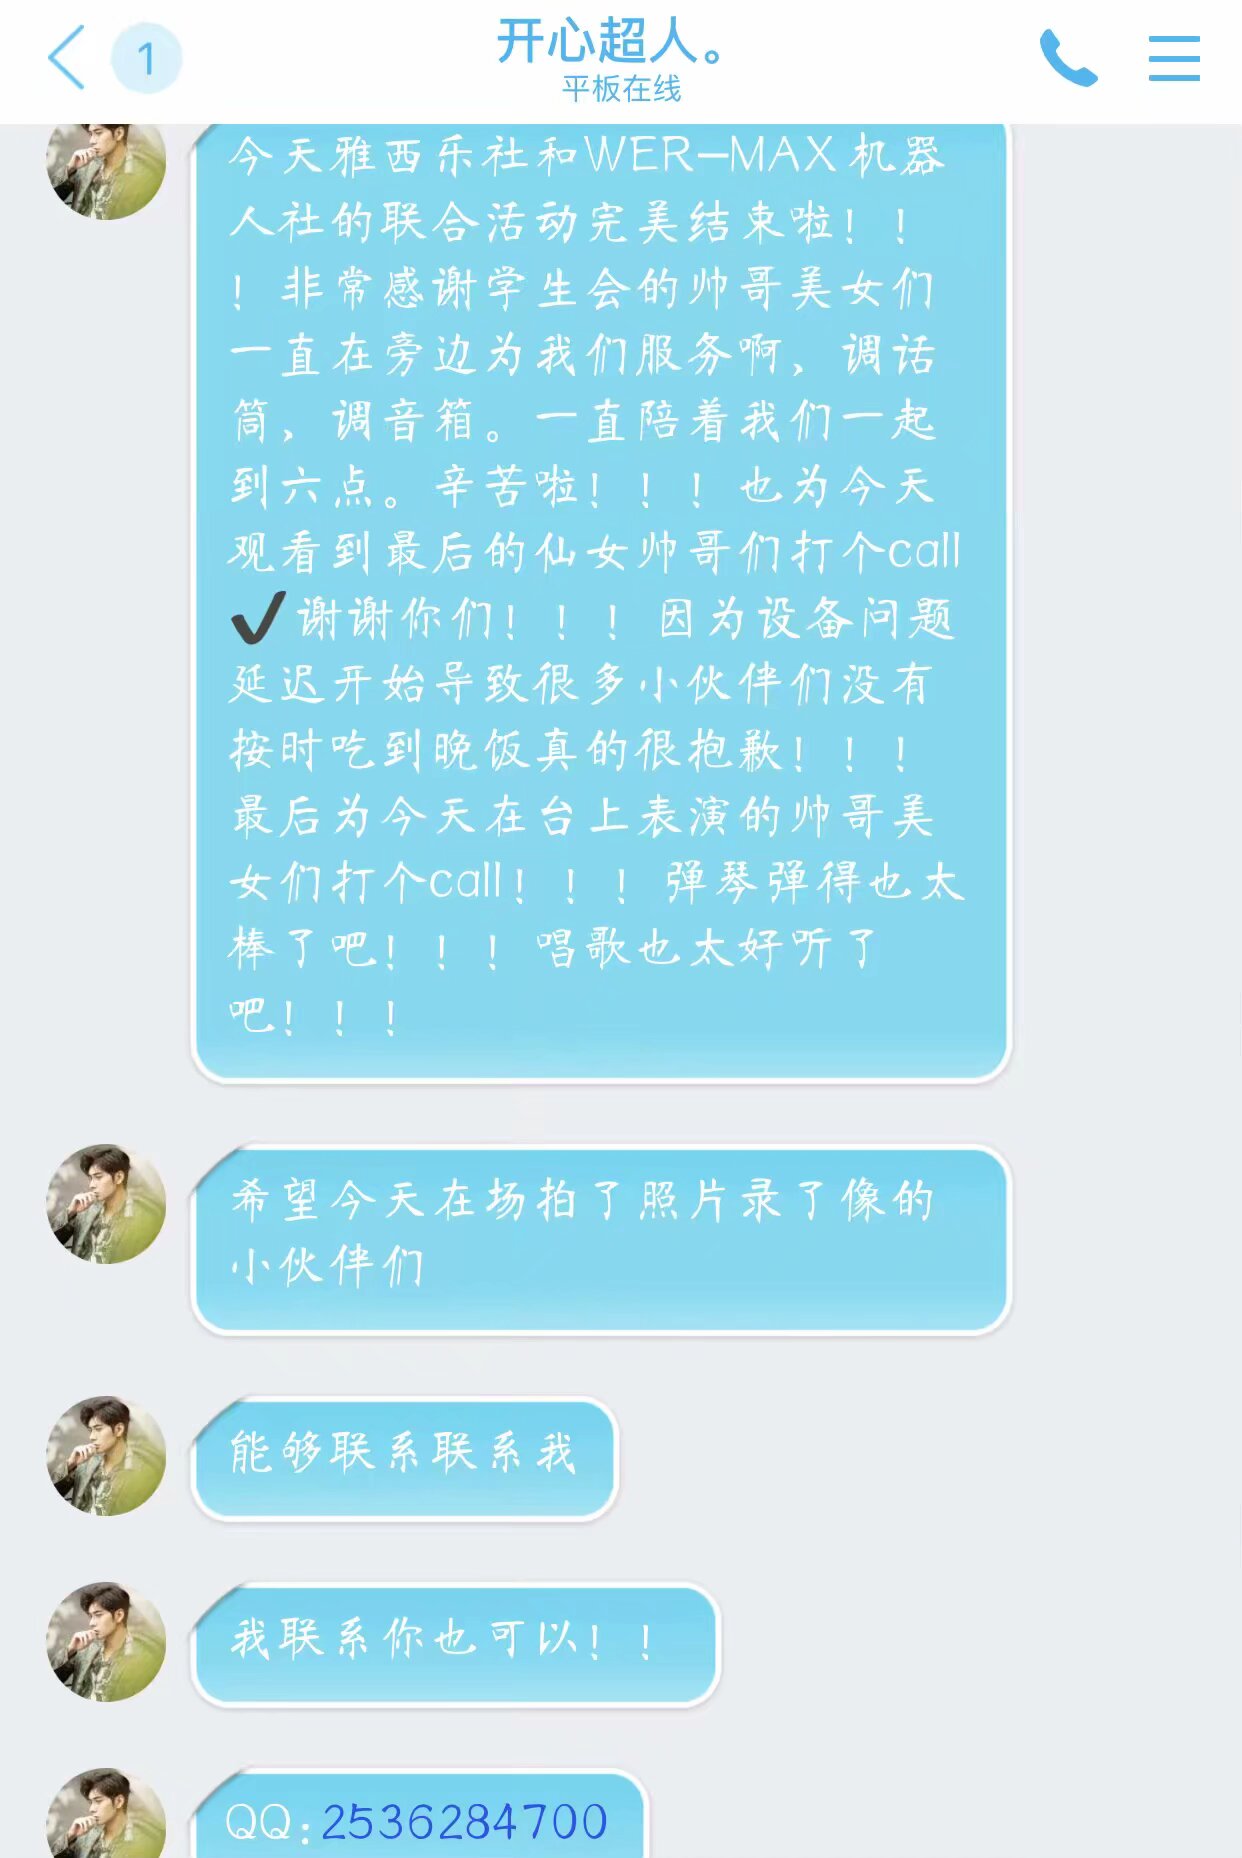 1
开心超人。
平板在线
今天雅西乐社和WER-MAX机器
人社的联合活动完美结束啦！！
！非常感谢学生会的帅哥美女们
一直在旁边为我们服务啊、调话
筒、调音箱。一直陪着我们一起
到六点。辛苦啦！！！也为今天
观看到最后的仙女帅哥们打个call
✔谢谢你们！！！因为设备问题
延迟开始导致很多小伙伴们没有
按时吃到晚饭真的很抱歉！！！
最后为今天在台上表演的帅哥美
女们打个call！！！弹琴弹得也太
棒了吧！！！唱歌也太好听了
吧！！！
希望今天在场拍了照片录了像的
小伙伴们
能够联系联系我
我联系你也可以！！
QQ:2536284700